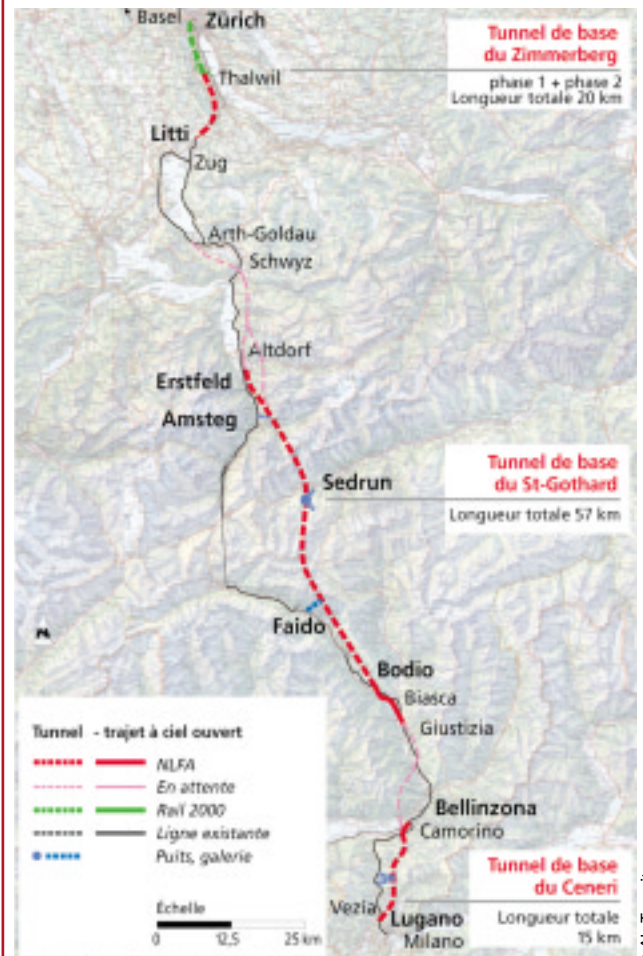 Basel
Zürich
Tunnel de base
du Zimmerberg
phase 1 + phase 2
Longueur totale 20 km
Thalwil
Litti
Zug
Arth-Goldau
Schwyz
Altdorf
Erstfeld
Amsteg
Sedrun
Tunnel de base
du St-Gothard
Longueur totale 57 km
Faido
Bodio
Biasca
Giustizia
Tunnel - trajet à ciel ouvert
NLFA
En attente
Rail 2000
Ligne existante
Puits, galerie
Échelle
0 12,5 25 km
Bellinzona
Camorino
Tunnel de base
du Ceneri
Longueur totale
15 km
Vezia
Lugano
Milano